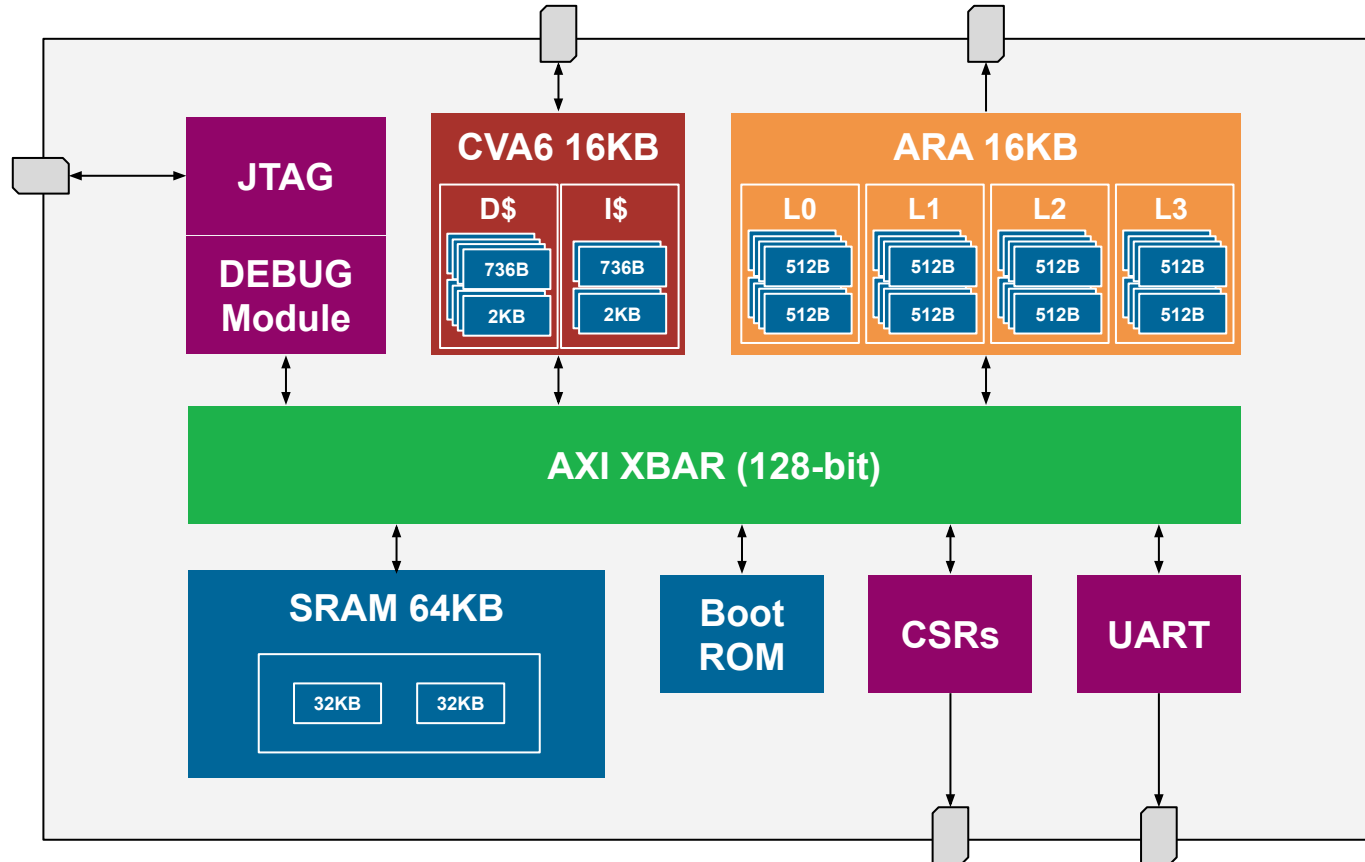 JTAG
DEBUG
Module
CVA6 16KB
D$
I$
736B
2KB
736B
2KB
ARA 16KB
L0
L1
L2
L3
512B
512B
512B
512B
512B
512B
512B
512B
AXI XBAR (128-bit)
SRAM 64KB
32KB
32KB
Boot
ROM
CSRs
UART